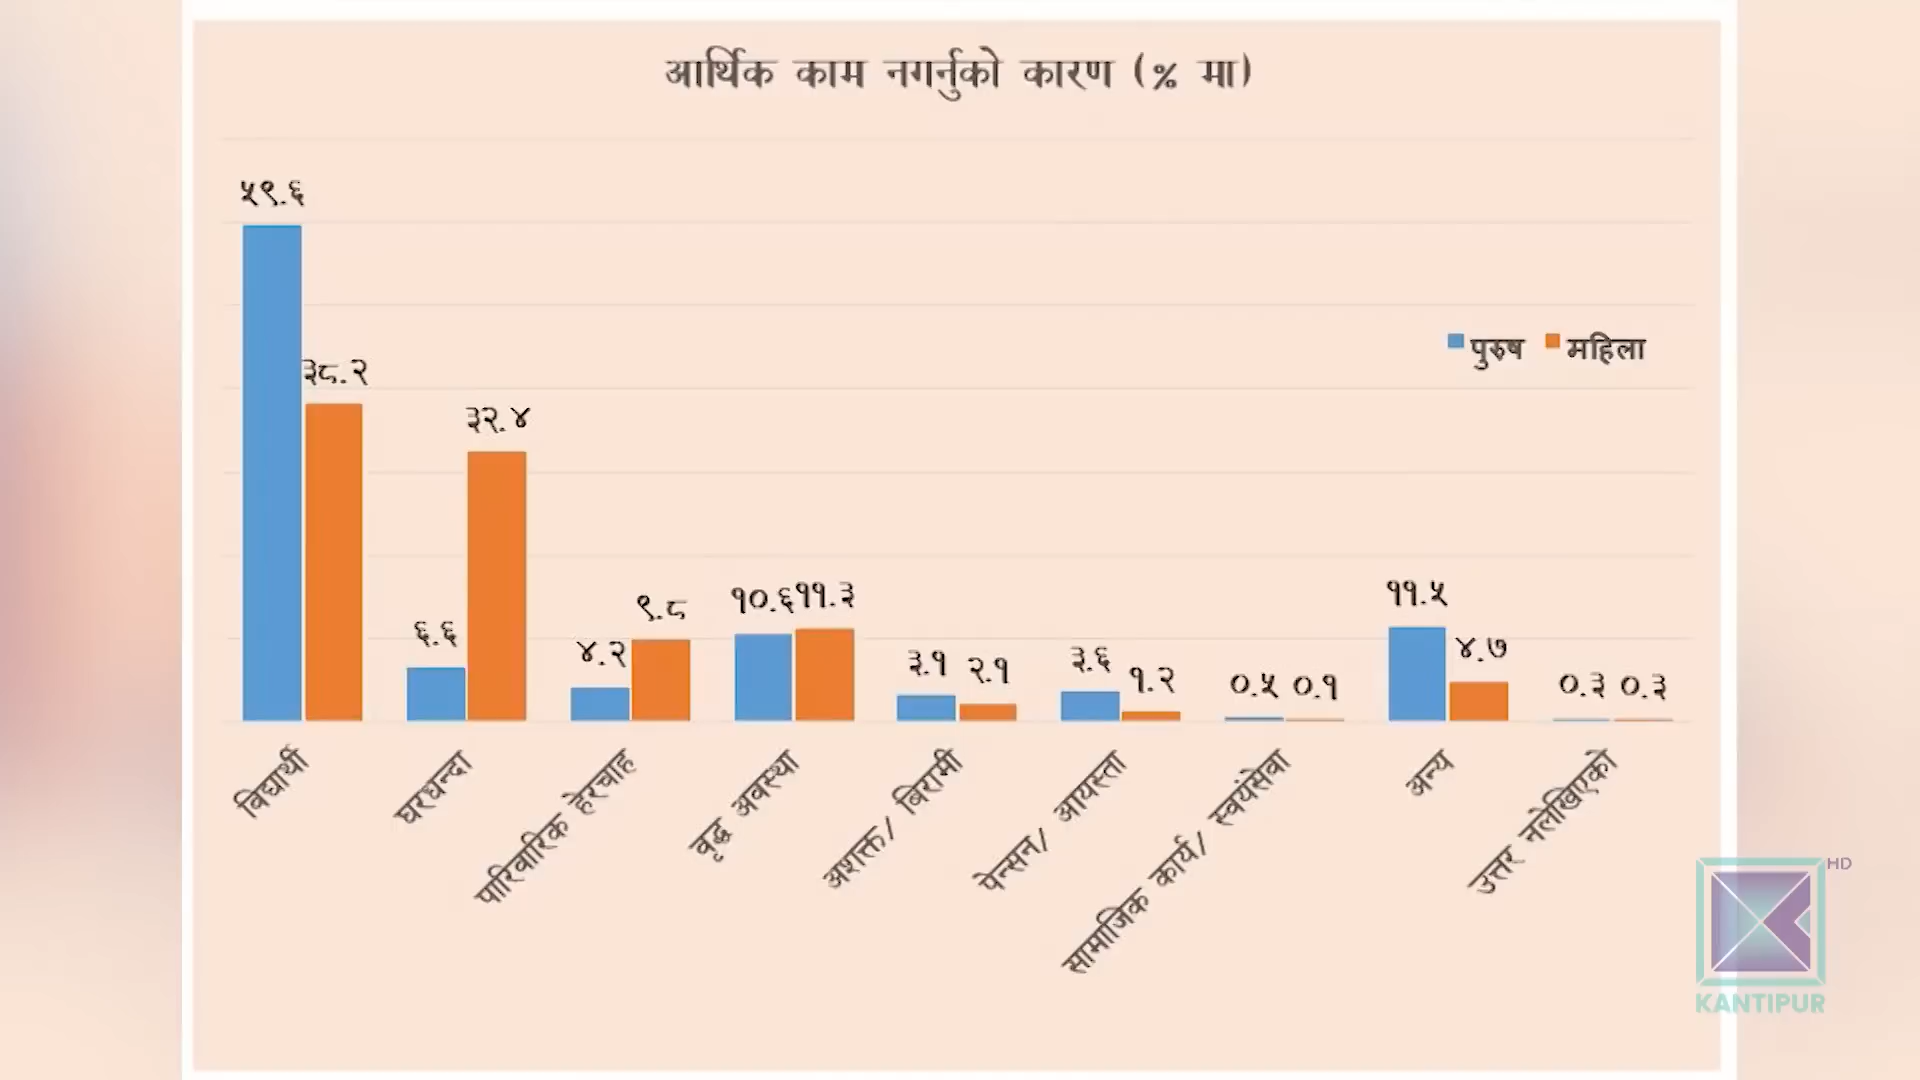 आर्थिक काम नगर्नुको कारण (% मा)
५९.६
३८.२
३२.४
पुरुष महिला
६.६
४.२
९.८
१०.६ ११.३
३.१ २.१
३.६
१.२
०.५ ०.१
११.५
४.७
०.३ ०.३
विद्यार्थी
घरधन्दा
पारिवारिक हेरचाह
वृद्ध अवस्था
अशक्त/ बिरामी
पेन्सन/ आयस्ता
सामाजिक कार्य/ स्वयंसेवा
अन्य
उत्तर नलेखिएको
HD
KANTIPUR